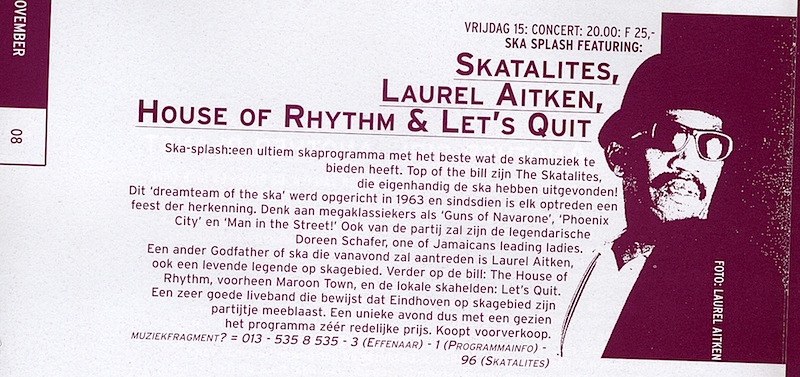 NOVEMBER
08
VRIJDAG 15: CONCERT: 20.00: F 25,-
SKA SPLASH FEATURING:
SKATALITES,
LAUREL AITKEN,
HOUSE OF RHYTHM & LET'S QUIT
Ska-splash:een ultiem skaprogramma met het beste wat de skamuziek te
bieden heeft. Top of the bill zijn The Skatalites,
die eigenhandig de ska hebben uitgevonden!
Dit 'dreamteam of the ska' werd opgericht in 1963 en sindsdien is elk optreden een
feest der herkenning. Denk aan megaklassiekers als 'Guns of Navarone', 'Phoenix
City' en 'Man in the Street!' Ook van de partij zal zijn de legendarische
Doreen Schafer, one of Jamaicans leading ladies.
Een ander Godfather of ska die vanavond zal aantreden is Laurel Aitken,
ook een levende legende op skagebied. Verder op de bill: The House of
Rhythm, voorheen Maroon Town, en de lokale skahelden: Let's Quit.
Een zeer goede liveband die bewijst dat Eindhoven op skagebied zijn
partijtje meeblaast. Een unieke avond dus met een gezien
het programma zéér redelijke prijs. Koopt voorverkoop.
MUZIEKFRAGMENT? = 013 - 535 8 535 - 3 (EFFENAAR) - 1 (PROGRAMMAINFO) -
96 (SKATALITES)
FOTO: LAUREL AITKEN